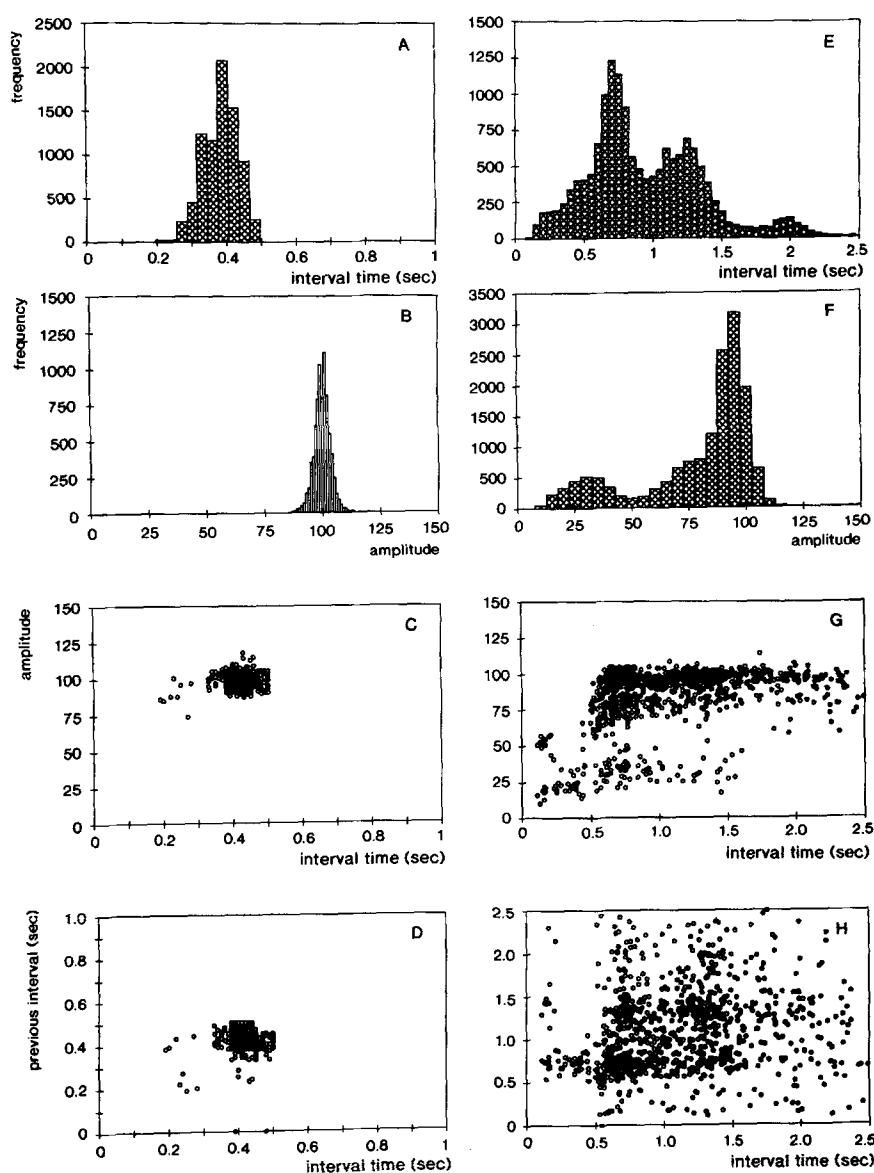 A
frequency
2500
2000
1500
1000
500
0
0 0.2 0.4 0.6 0.8 1
interval time (sec)
E
1500
1250
1000
750
500
250
0
0 0.5 1 1.5 2 2.5
interval time (sec)
B
frequency
1500
1250
1000
750
500
250
0
0 25 50 75 100 125 150
amplitude
F
3500
3000
2500
2000
1500
1000
500
0
0 25 50 75 100 125 150
amplitude
C
amplitude
150
125
100
75
50
25
0
0 0.2 0.4 0.6 0.8 1
interval time (sec)
G
150
125
100
75
50
25
0
0 0.5 1.0 1.5 2.0 2.5
interval time (sec)
D
previous interval (sec)
1.0
0.8
0.6
0.4
0.2
0
0 0.2 0.4 0.6 0.8 1
interval time (sec)
H
2.5
2.0
1.5
1.0
0.5
0
0 0.5 1.0 1.5 2.0 2.5
interval time (sec)